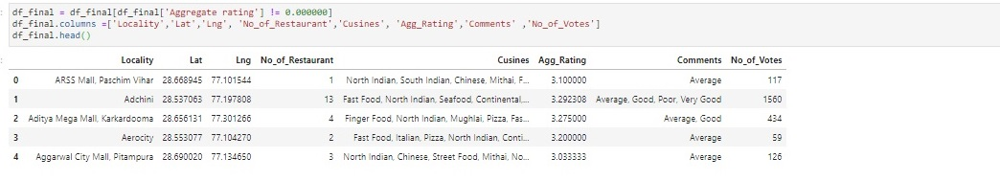 df_final = df_final[df_final['Aggregate rating'] != 0.000000]
df_final.columns =['Locality','Lat','Lng', 'No_of_Restaurant','Cusines', 'Agg_Rating','Comments' ,'No_of_Votes']
df_final.head()
Locality Lat Lng No_of_Restaurant Cusines Agg_Rating Comments No_of_Votes
0 ARSS Mall, Paschim Vihar 28.668945 77.101544 1 North Indian, South Indian, Chinese, Mithai, F... 3.100000 Average 117
1 Adchini 28.537063 77.197808 13 Fast Food, North Indian, Seafood, Continental,... 3.292308 Average, Good, Poor, Very Good 1560
2 Aditya Mega Mall, Karkardooma 28.656131 77.301266 4 Finger Food, North Indian, Mughlai, Pizza, Fas... 3.275000 Average, Good 434
3 Aerocity 28.553077 77.104270 2 Fast Food, Italian, Pizza, North Indian, Conti... 3.200000 Average 59
4 Aggarwal City Mall, Pitampura 28.690020 77.134650 3 North Indian, Chinese, Street Food, Mithai, No... 3.033333 Average 126